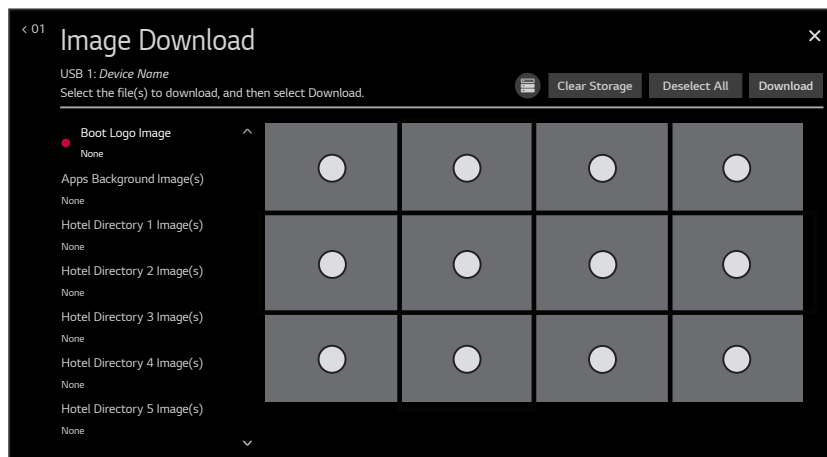 < 01
Image Download
USB 1: Device Name
Select the file(s) to download, and then select Download.
Clear Storage
Deselect All
Download
Boot Logo Image
None
Apps Background Image(s)
None
Hotel Directory 1 Image(s)
None
Hotel Directory 2 Image(s)
None
Hotel Directory 3 Image(s)
None
Hotel Directory 4 Image(s)
None
Hotel Directory 5 Image(s)
None